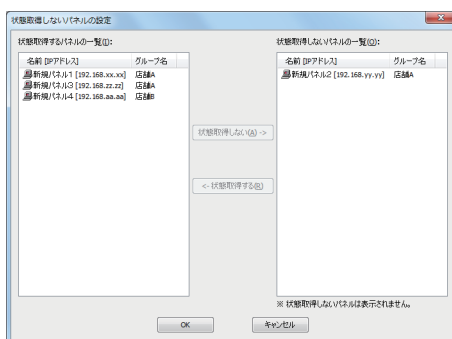 状態取得しないパネルの設定
状態取得するパネルの一覧(I):
名前 [IPアドレス] グループ名
新規パネル1 [192.168.xx.xx] 店舗A
新規パネル3 [192.168.zz.zz] 店舗A
新規パネル4 [192.168.aa.aa] 店舗B
状態取得しない(A) ->
<- 状態取得する(R)
状態取得しないパネルの一覧(O):
名前 [IPアドレス] グループ名
新規パネル2 [192.168.yy.yy] 店舗A
※ 状態取得しないパネルは表示されません。
OK
キャンセル